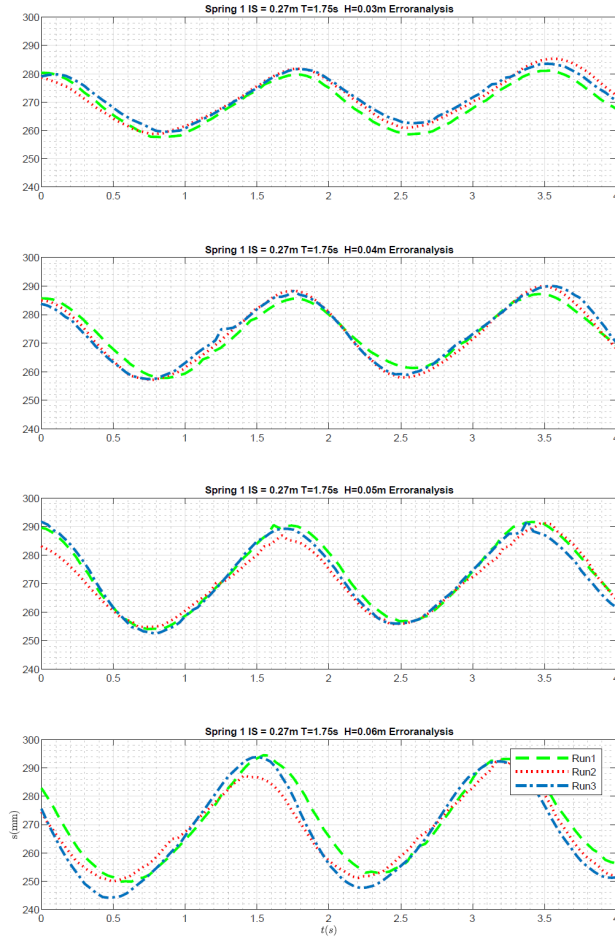 Spring 1 IS = 0.27m T=1.75s H=0.03m Erroranalysis
300
290
280
270
260
250
240
0 0.5 1 1.5 2 2.5 3 3.5 4
Spring 1 IS = 0.27m T=1.75s H=0.04m Erroranalysis
300
290
280
270
260
250
240
0 0.5 1 1.5 2 2.5 3 3.5 4
Spring 1 IS = 0.27m T=1.75s H=0.05m Erroranalysis
300
290
280
270
260
250
240
0 0.5 1 1.5 2 2.5 3 3.5 4
Spring 1 IS = 0.27m T=1.75s H=0.06m Erroranalysis
300
290
280
270
260
250
240
s(mm)
Run1
Run2
Run3
0 0.5 1 1.5 2 2.5 3 3.5 4
t(s)